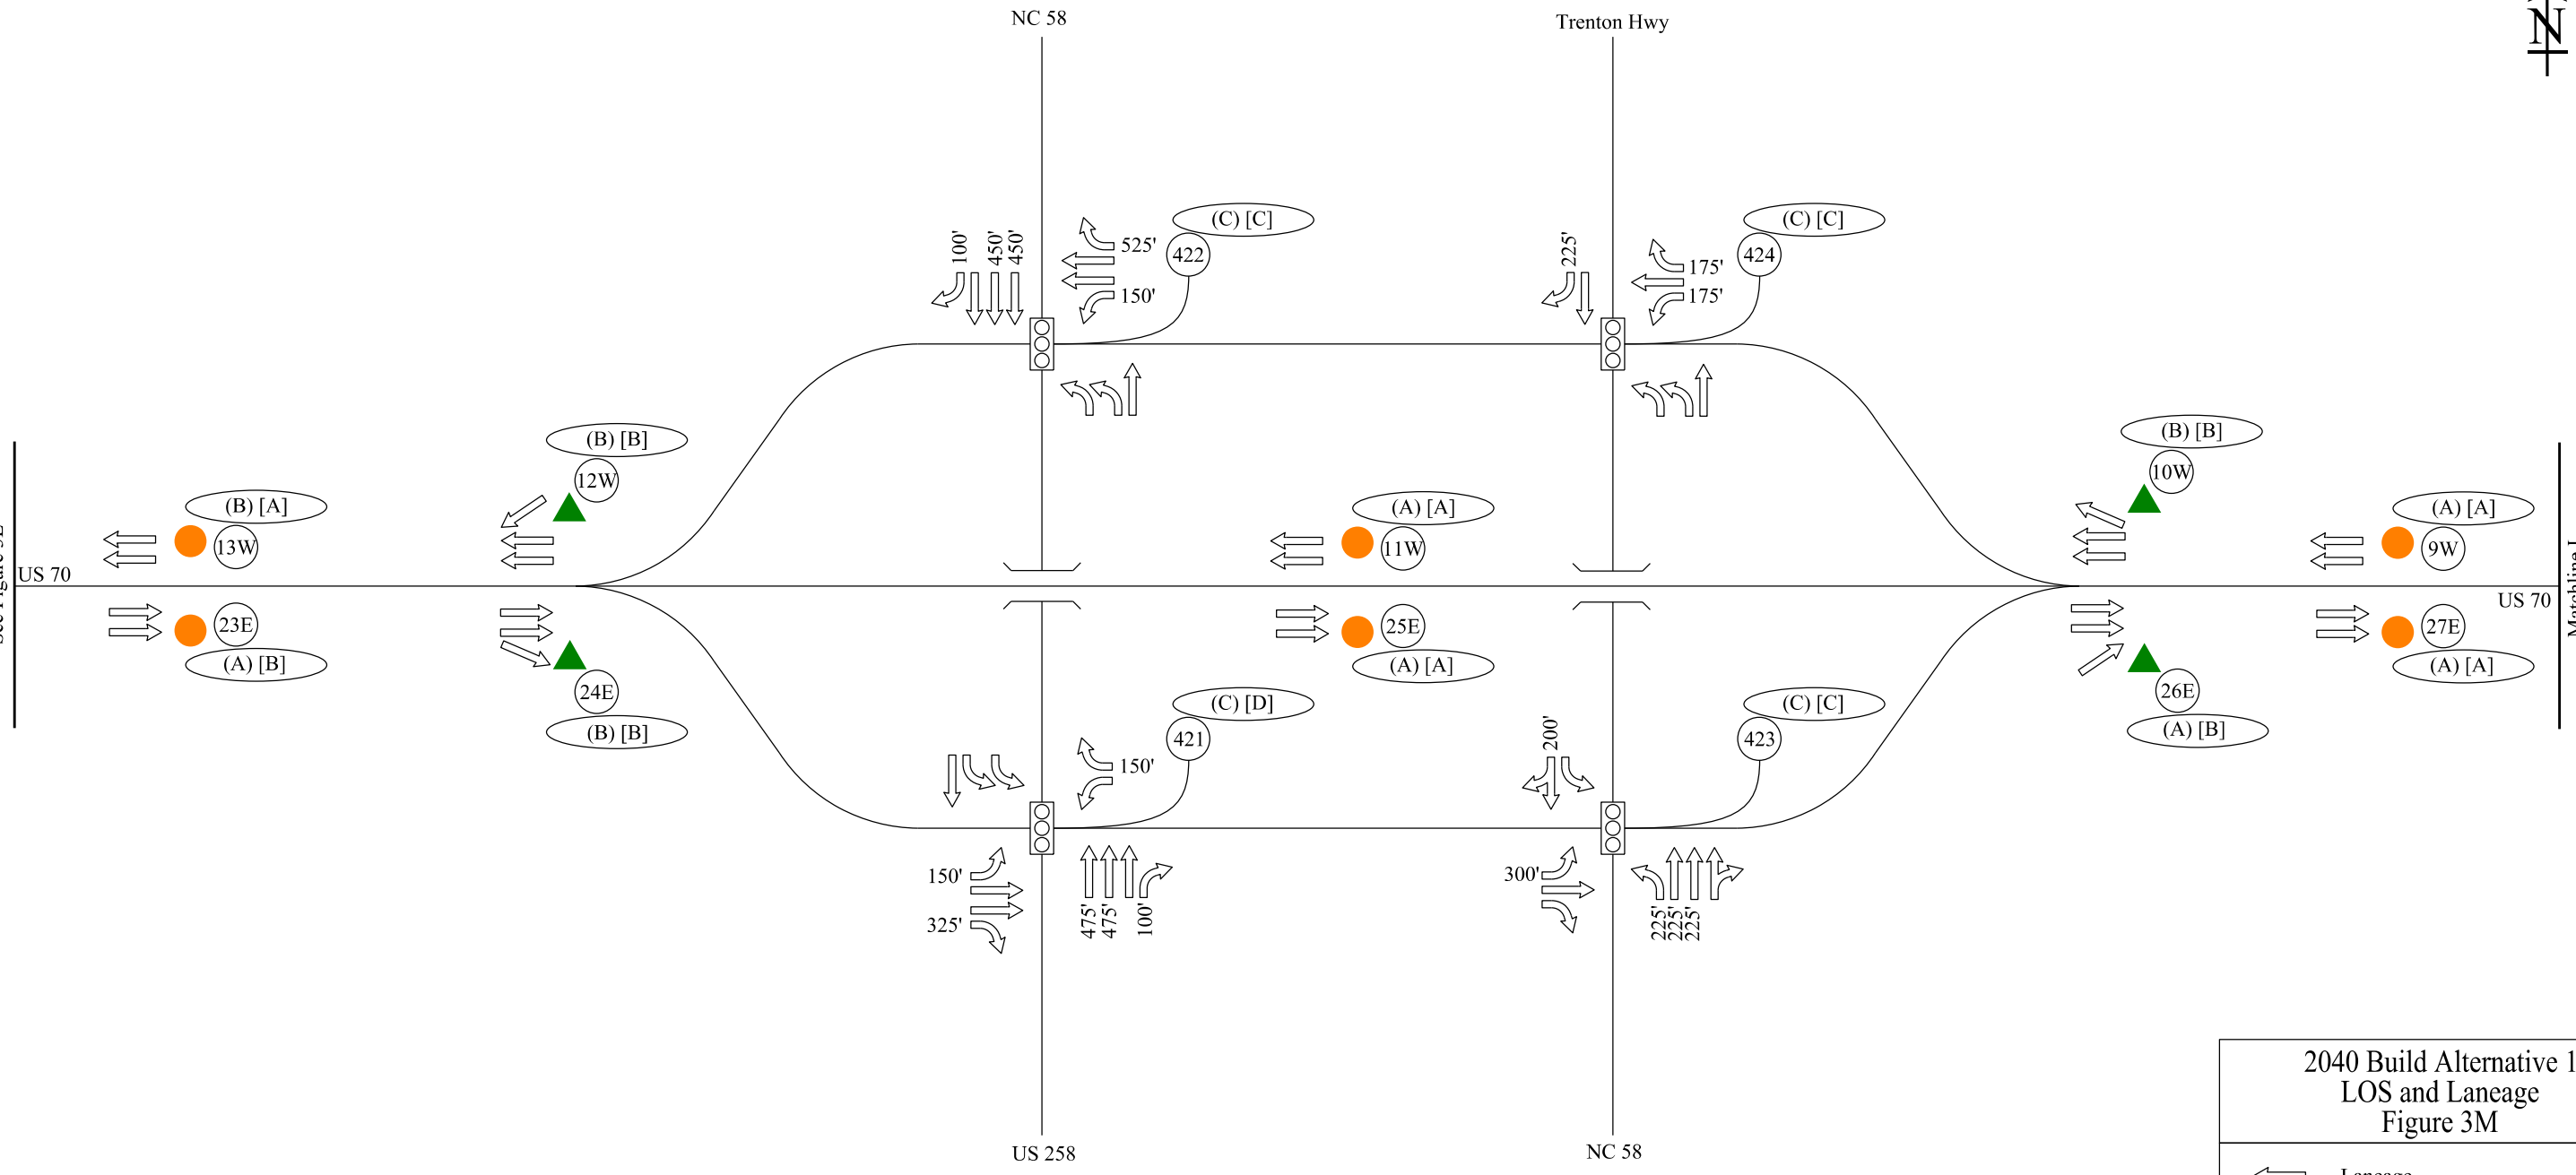 NC 58
Trenton Hwy
N
100'
450'
450'
525'
150'
(C) [C]
422
225'
175'
175'
(C) [C]
424
(B) [B]
12W
(B) [A]
13W
(A) [A]
11W
(B) [B]
10W
(A) [A]
9W
US 70
US 70
23E
(A) [B]
24E
(B) [B]
25E
(A) [A]
26E
(A) [B]
27E
(A) [A]
(C) [D]
421
150'
150'
325'
475'
475'
100'
(C) [C]
423
200'
300'
225'
225'
225'
US 258
NC 58
2040 Build Alternative 1
LOS and Laneage
Figure 3M